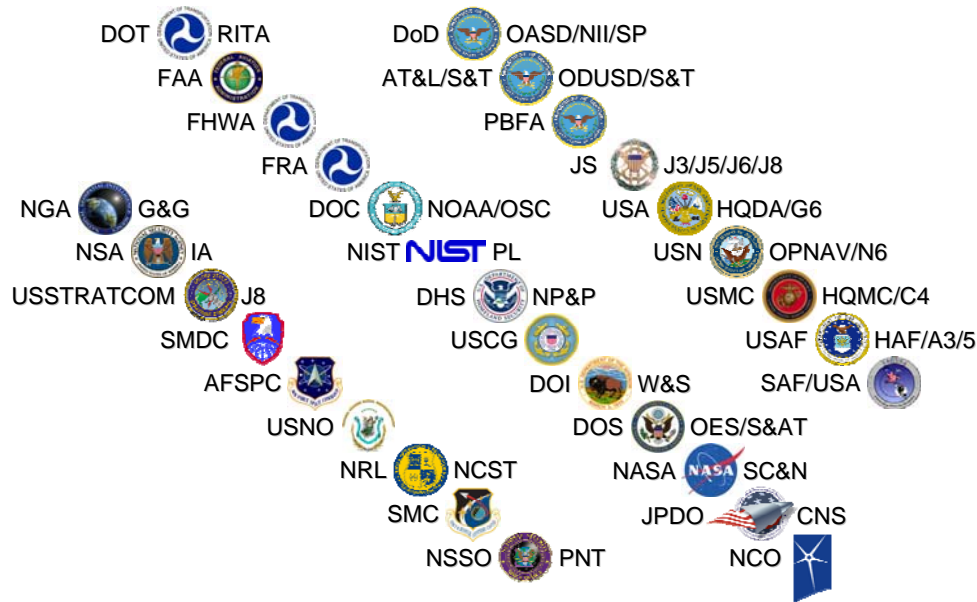 DOT RITA
DoD OASD/NII/SP
FAA
AT&L/S&T ODUSD/S&T
FHWA
PBFA
FRA
JS J3/J5/J6/J8
NGA G&G
DOC NOAA/OSC
USA HQDA/G6
NSA IA
NIST NIST PL
USN OPNAV/N6
USSTRATCOM J8
DHS NP&P
USMC HQMC/C4
SMDC
USCG
USAF HAF/A3/5
AFSPC
DOI W&S
SAF/USA
USNO
DOS OES/S&AT
NRL NCST
NASA NASA SC&N
SMC
JPDO CNS
NSSO PNT
NCO